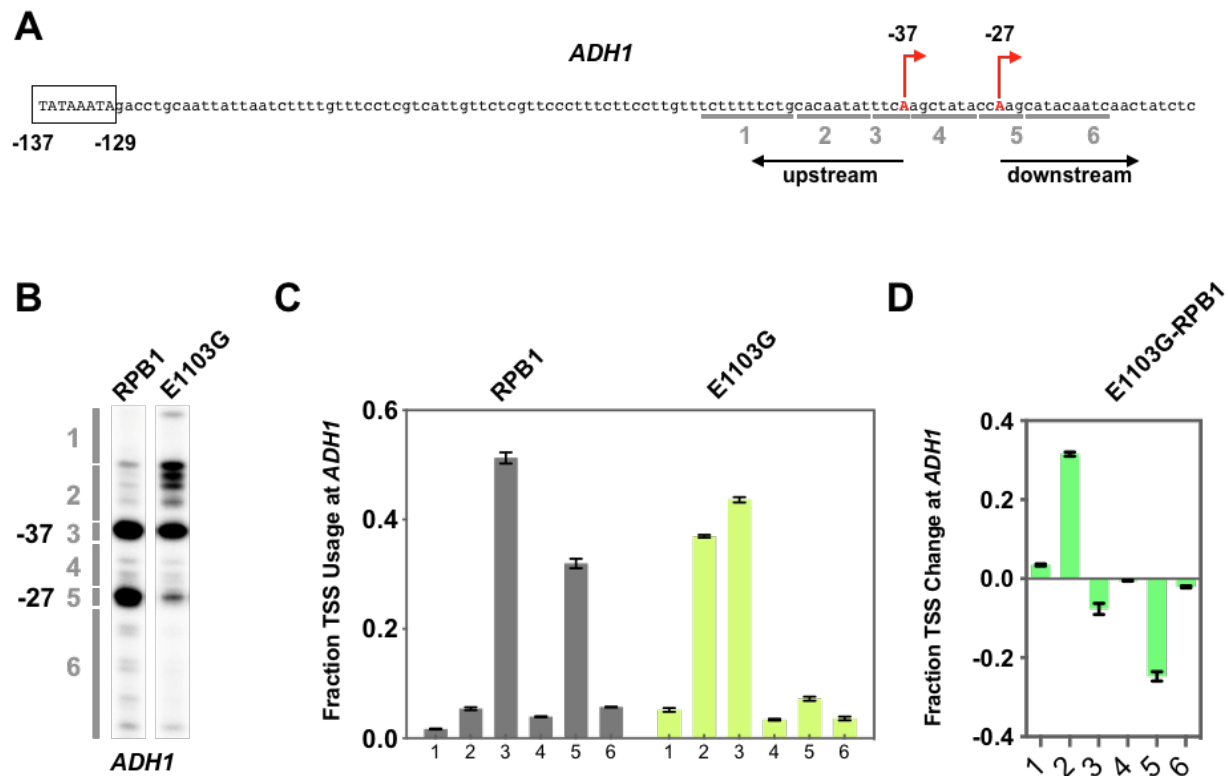 A
ADH1
-37
-27
TATAAATAgacctgcaattattaatcttttgtttcctcgtcattgttctcgttccctttcttccttgtttctttttctgcacaatatttcAagctataccAagcatacaatcaactatctc
-137
-129
1
2
3
4
5
6
upstream
downstream
B
RPB1
E1103G
1
2
-37 3
4
-27 5
6
ADH1
C
RPB1
E1103G
Fraction TSS Usage at ADH1
0.6
0.4
0.2
0.0
1 2 3 4 5 6 1 2 3 4 5 6
D
E1103G-RPB1
Fraction TSS Change at ADH1
0.4
0.2
0.0
-0.2
-0.4
1 2 3 4 5 6